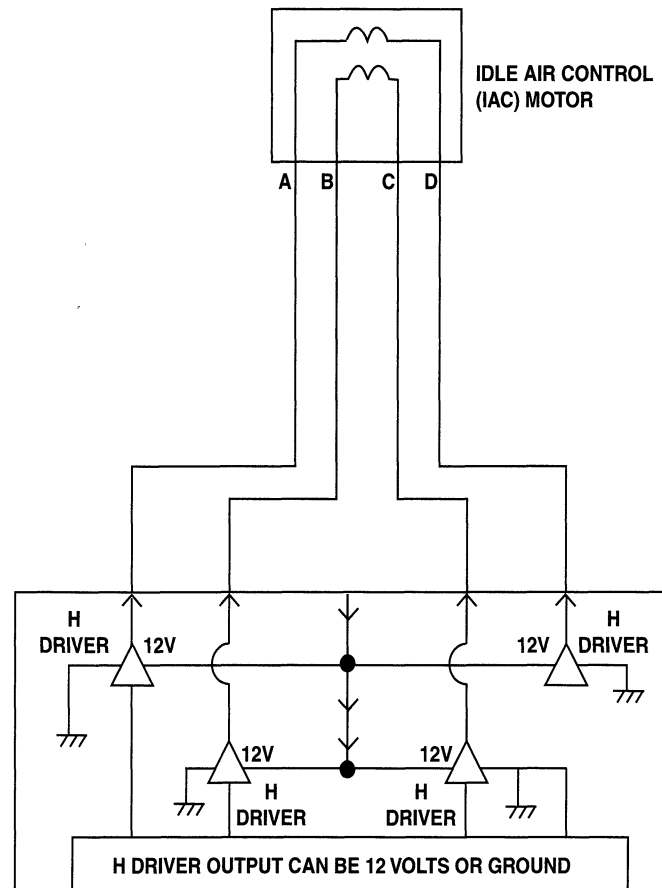 IDLE AIR CONTROL
(IAC) MOTOR
A B C D
H
DRIVER
12V
12V
H
DRIVER
12V
H
DRIVER
12V
H
DRIVER
H DRIVER OUTPUT CAN BE 12 VOLTS OR GROUND